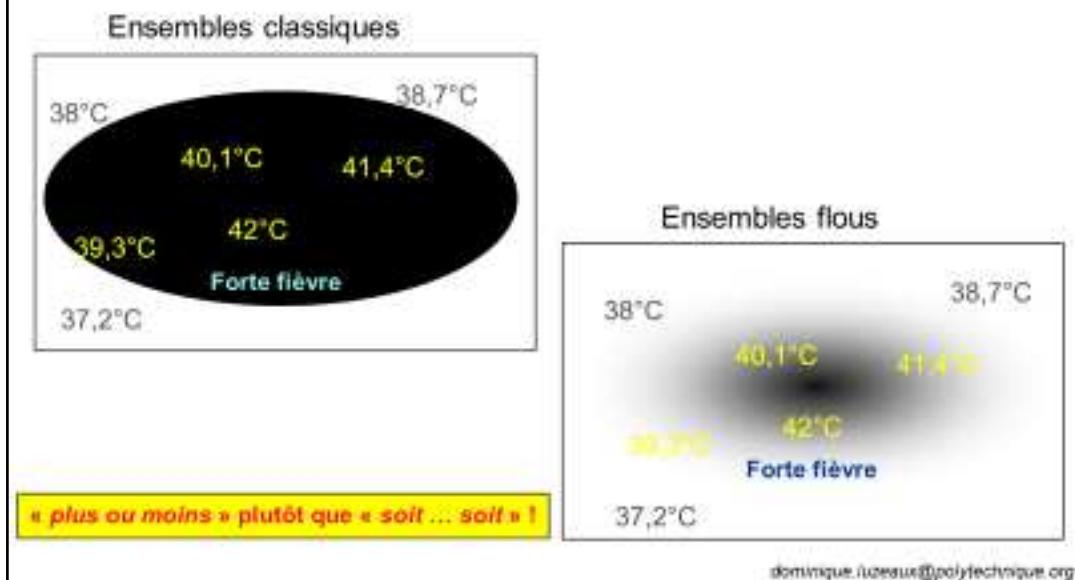 Ensembles classiques
38°C
38,7°C
40,1°C
41,4°C
42°C
39,3°C
Forte fièvre
37,2°C
Ensembles flous
38°C
38,7°C
40,1°C
41,4°C
42°C
Forte fièvre
37,2°C
« plus ou moins » plutôt que « soit ... soit » !
dominique.luzeaux@polytechnique.org